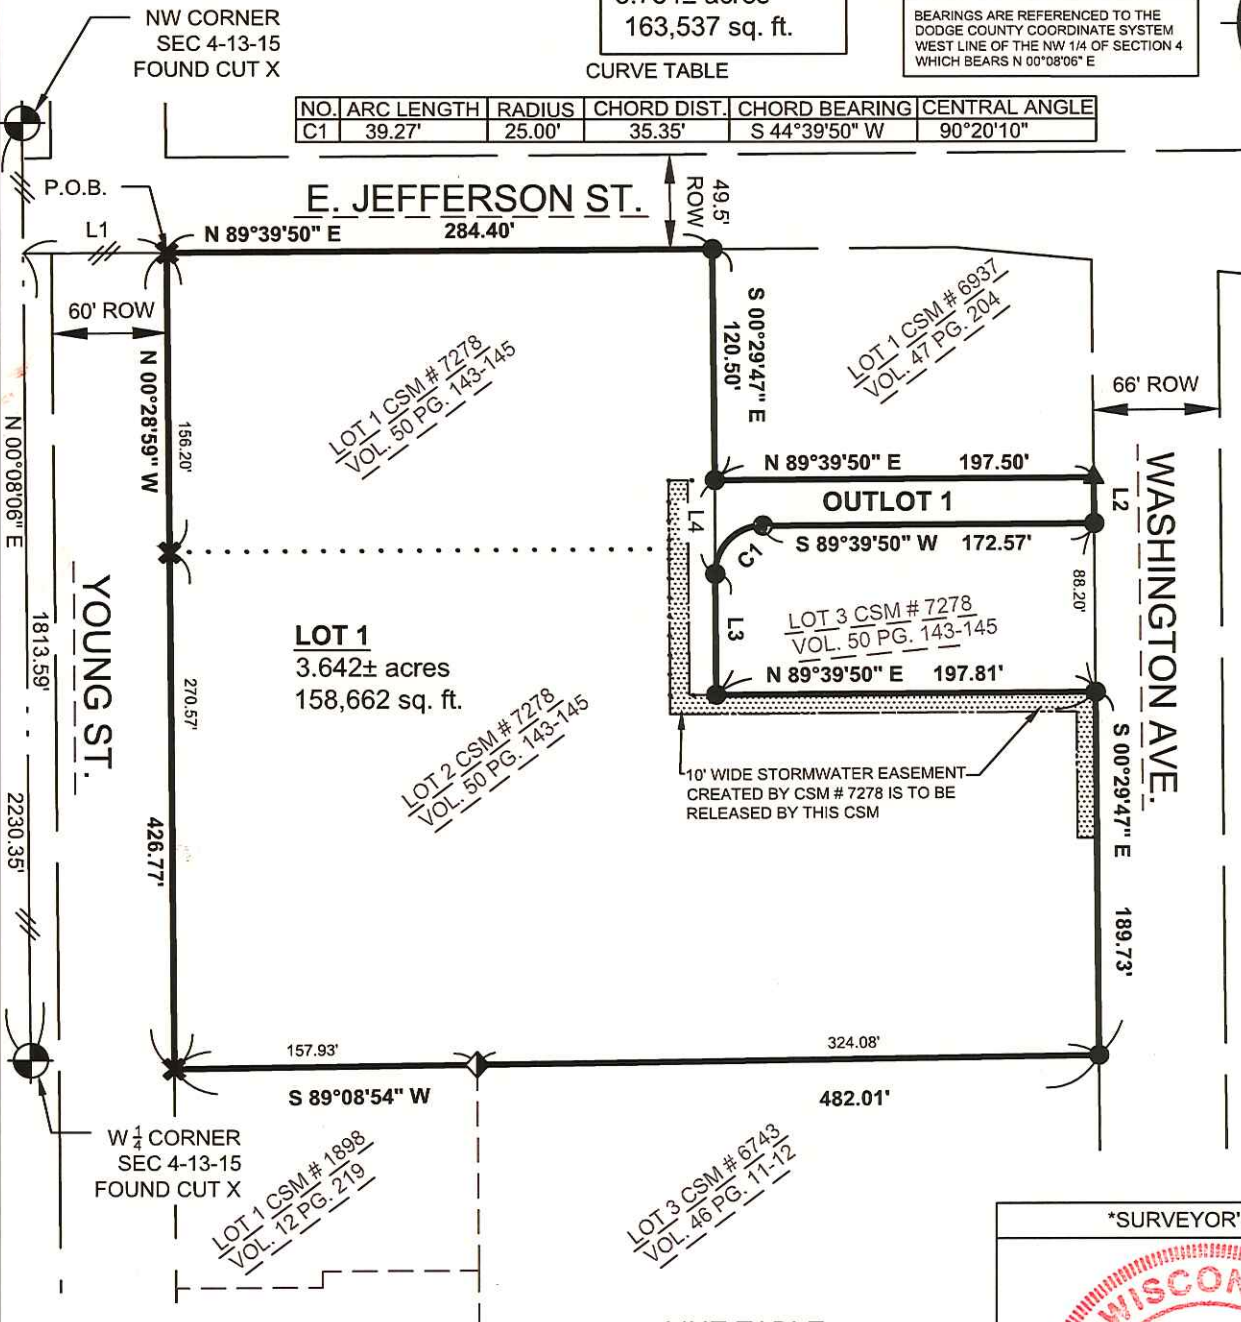 NW CORNER
SEC 4-13-15
FOUND CUT X
163,537 sq. ft.
BEARINGS ARE REFERENCED TO THE
DODGE COUNTY COORDINATE SYSTEM
WEST LINE OF THE NW 1/4 OF SECTION 4
WHICH BEARS N 00°08'06" E
CURVE TABLE
NO. ARC LENGTH RADIUS CHORD DIST. CHORD BEARING CENTRAL ANGLE
C1 39.27' 25.00' 35.35' S 44°39'50" W 90°20'10"
P.O.B.
E. JEFFERSON ST.
49.5'
ROW
L1
N 89°39'50" E 284.40'
60' ROW
LOT 1 CSM # 7278
VOL. 50 PG. 143-145
S 00°29'47" E
120.50'
LOT 1 CSM # 6937
VOL. 47 PG. 204
66' ROW
N 00°28'59" W
156.20'
N 00°08'06" E
N 89°39'50" E 197.50'
OUTLOT 1
L2
L4
C1
S 89°39'50" W 172.57'
WASHINGTON AVE.
88.20'
LOT 3 CSM # 7278
VOL. 50 PG. 143-145
L3
N 89°39'50" E 197.81'
YOUNG ST.
1813.59'
LOT 1
3.642± acres
158,662 sq. ft.
270.57'
LOT 2 CSM # 7278
VOL. 50 PG. 143-145
10' WIDE STORMWATER EASEMENT
CREATED BY CSM # 7278 IS TO BE
RELEASED BY THIS CSM
S 00°29'47" E 189.73'
2230.35'
426.77'
157.93'
324.08'
S 89°08'54" W
482.01'
W 1/4 CORNER
SEC 4-13-15
FOUND CUT X
LOT 1 CSM # 1898
VOL. 12 PG. 219
LOT 3 CSM # 6743
VOL. 46 PG. 11-12
*SURVEYOR'
WISCON